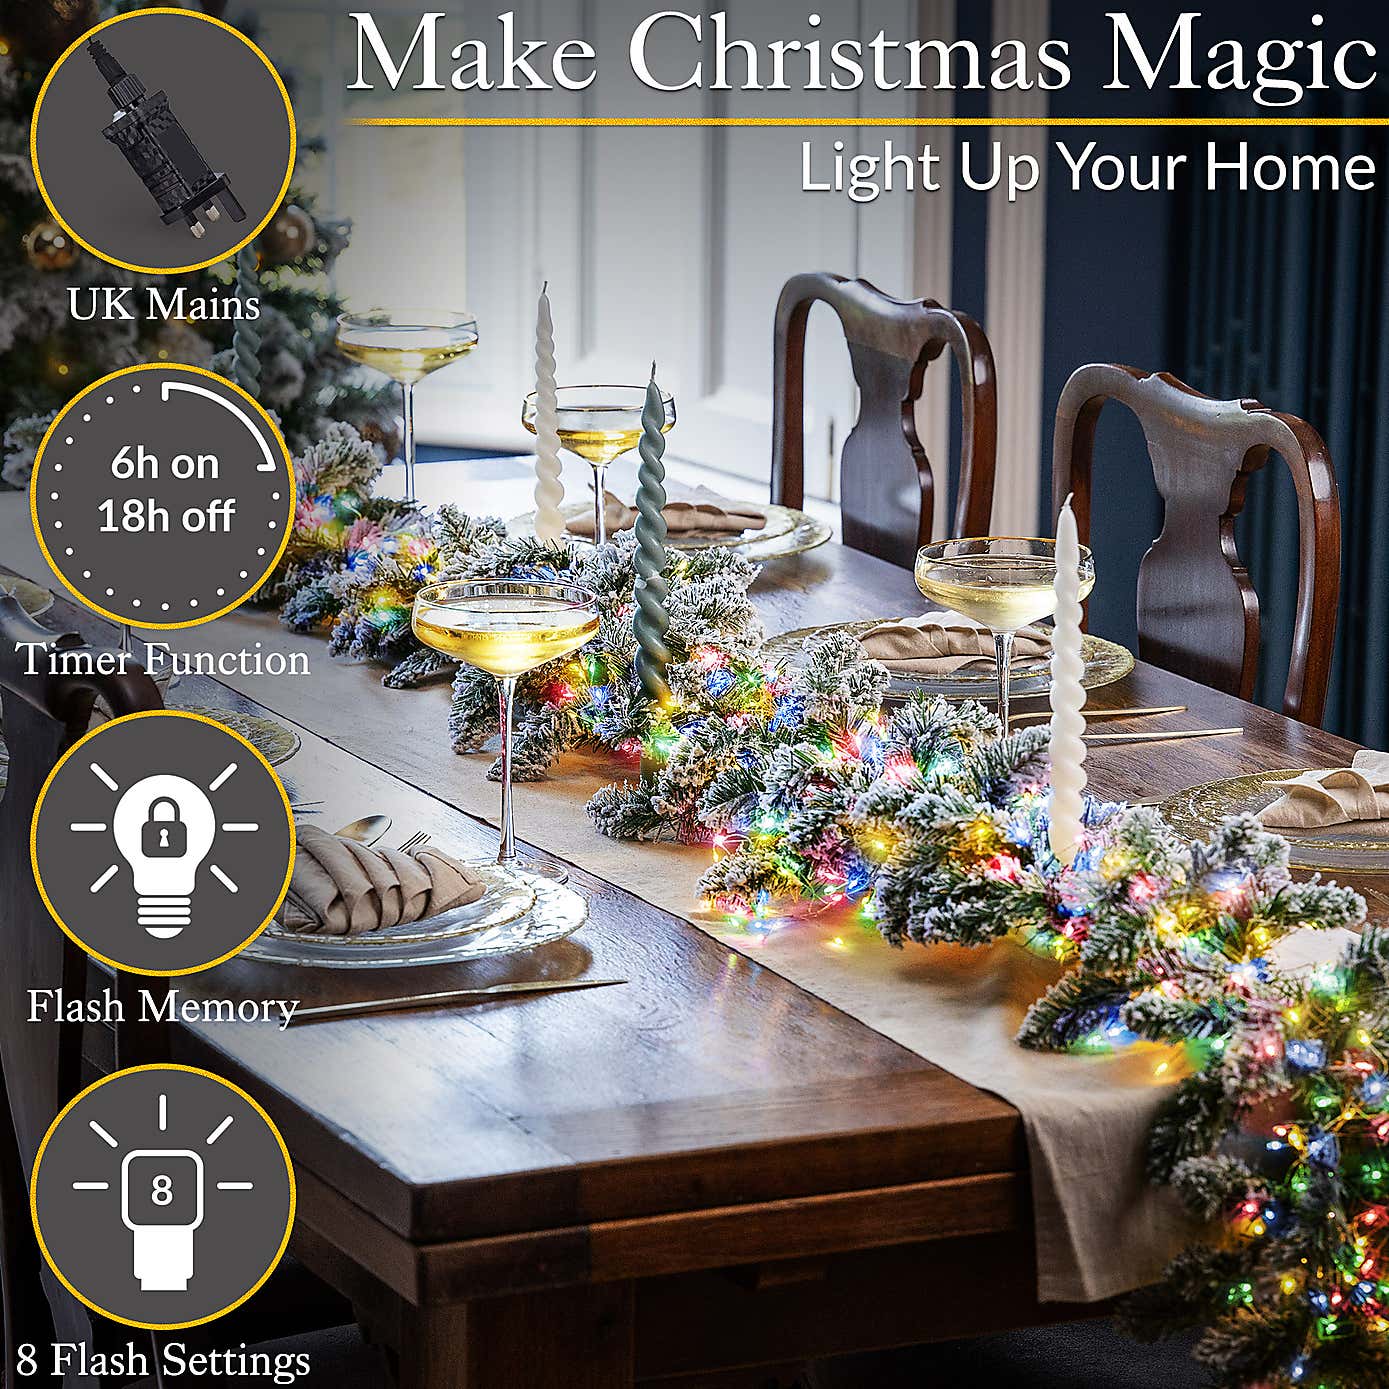 Make Christmas Magic
Light Up Your Home
UK Mains
6h on
18h off
Timer Function
Flash Memory
8
8 Flash Settings